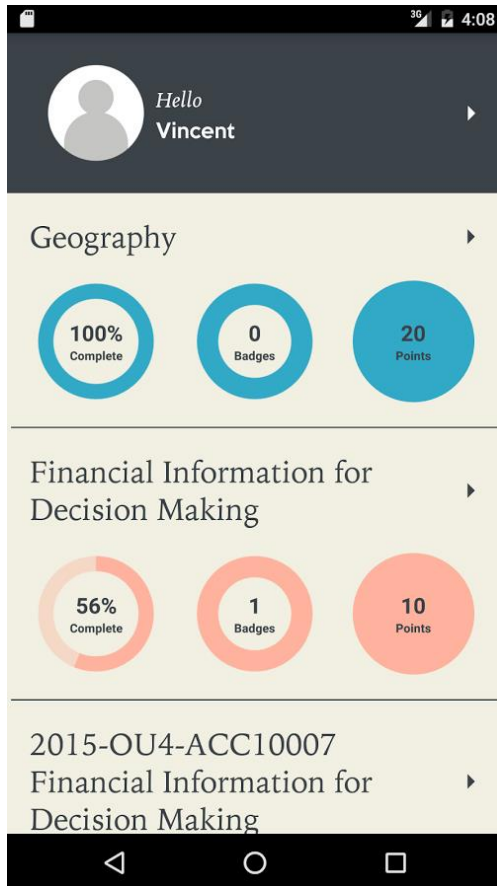 3G 4:08
Hello
Vincent
Geography
100% 0 20
Complete Badges Points
Financial Information for
Decision Making
56% 1 10
Complete Badges Points
2015-OU4-ACC10007
Financial Information for
Decision Making